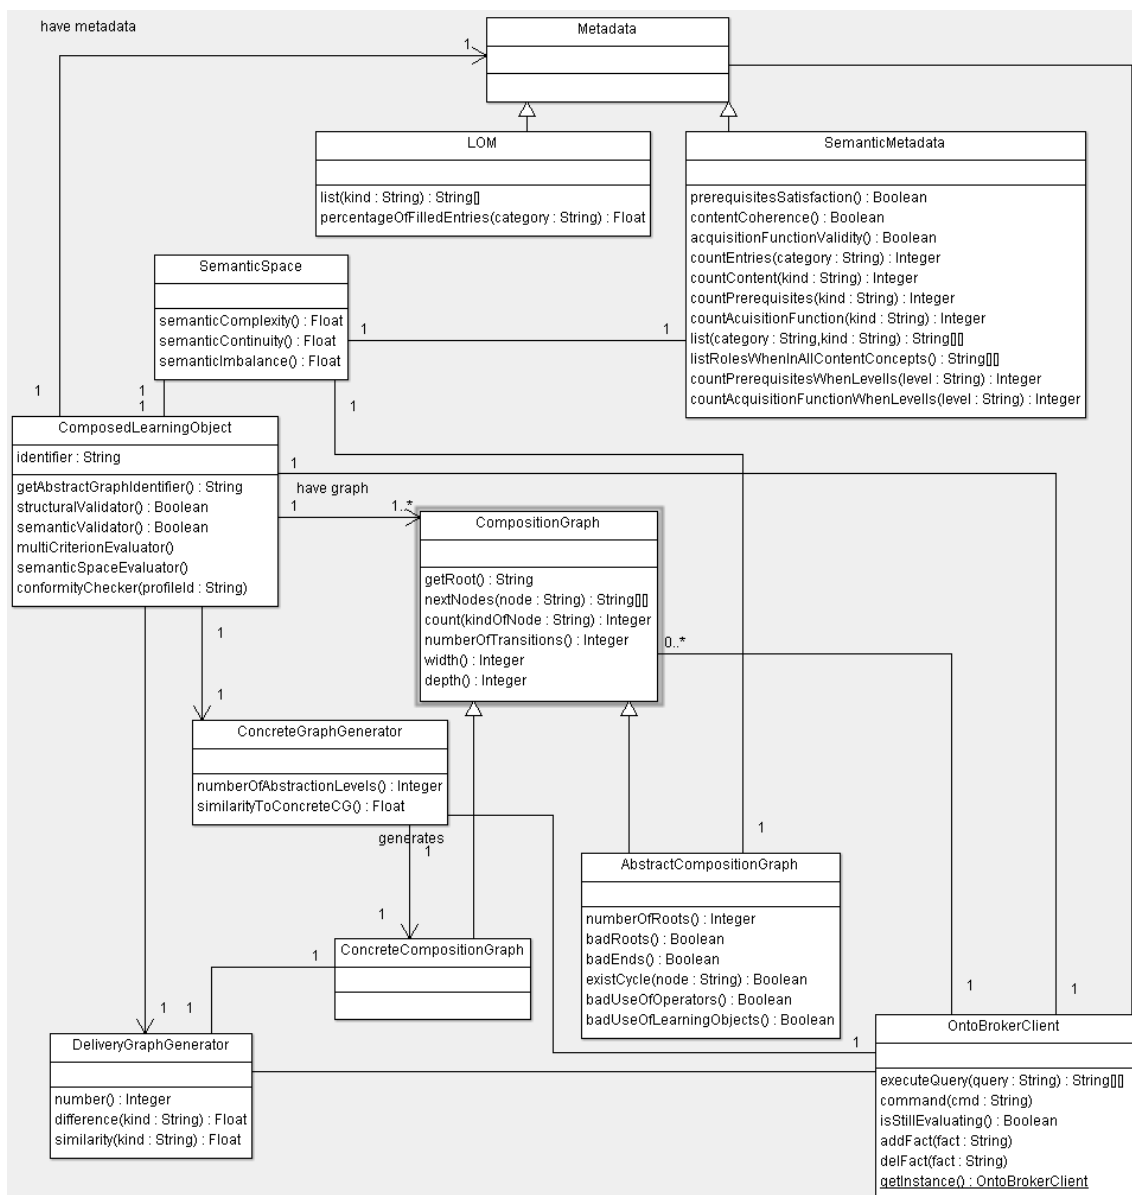 have metadata
Metadata
1
LOM
list(kind : String) : String[]
percentageOfFilledEntries(category : String) : Float
SemanticMetadata
prerequisitesSatisfaction() : Boolean
contentCoherence() : Boolean
acquisitionFunctionValidity() : Boolean
countEntries(category : String) : Integer
countContent(kind : String) : Integer
countPrerequisites(kind : String) : Integer
countAcuisitionFunction(kind : String) : Integer
list(category : String,kind : String) : String[][]
listRolesWhenInAllContentConcepts() : String[][]
countPrerequisitesWhenLevelIs(level : String) : Integer
countAcquisitionFunctionWhenLevelIs(level : String) : Integer
SemanticSpace
semanticComplexity() : Float
semanticContinuity() : Float
semanticImbalance() : Float
1
1
1
1
1
1
ComposedLearningObject
identifier : String
getAbstractGraphIdentifier() : String
structuralValidator() : Boolean
semanticValidator() : Boolean
multiCriterionEvaluator()
semanticSpaceEvaluator()
conformityChecker(profileId : String)
1
have graph
1
1..*
CompositionGraph
getRoot() : String
nextNodes(node : String) : String[][]
count(kindOfNode : String) : Integer
numberOfTransitions() : Integer
width() : Integer
depth() : Integer
0..*
1
1
ConcreteGraphGenerator
numberOfAbstractionLevels() : Integer
similarityToConcreteCG() : Float
generates
1
1
1
AbstractCompositionGraph
numberOfRoots() : Integer
badRoots() : Boolean
badEnds() : Boolean
existCycle(node : String) : Boolean
badUseOfOperators() : Boolean
badUseOfLearningObjects() : Boolean
ConcreteCompositionGraph
1
1
1
1
1
1
DeliveryGraphGenerator
number() : Integer
difference(kind : String) : Float
similarity(kind : String) : Float
OntoBrokerClient
executeQuery(query : String) : String[][]
command(cmd : String)
isStillEvaluating() : Boolean
addFact(fact : String)
delFact(fact : String)
getInstance() : OntoBrokerClient